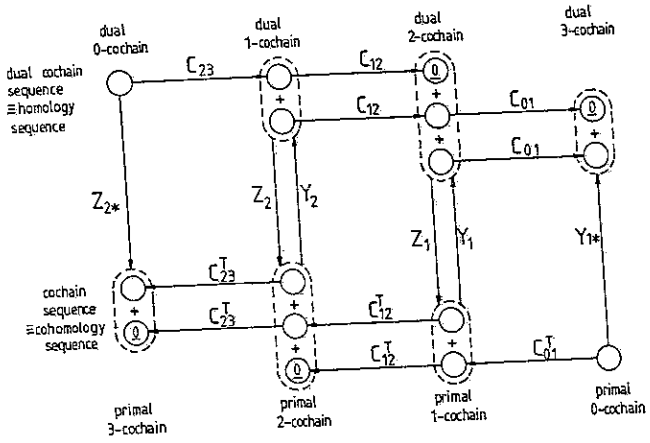 dual
0-cochain
dual
1-cochain
dual
2-cochain
dual
3-cochain
dual cochain
sequence
≡homology
sequence
C₂₃
C₁₂
0
+
+
C₁₂
C₀₁
0
+
+
C₀₁
Z₂*
Z₂
Y₂
Z₁
Y₁
Y₁*
cochain
sequence
≡cohomology
sequence
C₂₃ᵀ
+
+
C₂₃ᵀ
C₁₂ᵀ
0
+
+
0
C₁₂ᵀ
C₀₁ᵀ
primal
3-cochain
primal
2-cochain
primal
1-cochain
primal
0-cochain